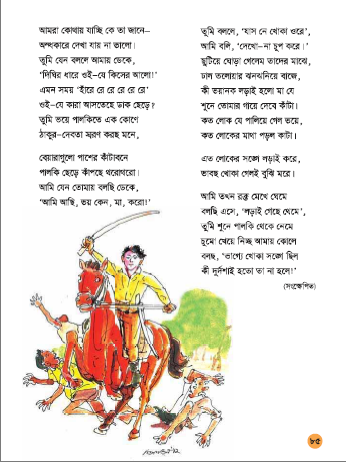 আমরা কোথায় যাচ্ছি কে তা জানে–
অন্ধকারে দেখা যায় না ভালো।
তুমি যেন বললে আমায় ডেকে,
‘দিঘির ধারে ওই-যে কিসের আলো!’
এমন সময় ‘হাঁরে রে রে রে রে রে’
ওই-যে কারা আসতেছে ডাক ছেড়ে?
তুমি ভয়ে পালকিতে এক কোণে
ঠাকুর-দেবতা স্মরণ করছ মনে,
বেয়ারাগুলো পাশের কাঁটাবনে
পালকি ছেড়ে কাঁপছে থরোথরো।
আমি যেন তোমায় বলছি ডেকে,
‘আমি আছি, ভয় কেন, মা, করো!’
তুমি বললে, ‘যাস নে খোকা ওরে’,
আমি বলি, ‘দেখো-না চুপ করে।’
ছুটিয়ে ঘোড়া গেলেম তাদের মাঝে,
ঢাল তলোয়ার ঝনঝনিয়ে বাজে,
কী ভয়ানক লড়াই হলো মা যে
শুনে তোমার গায়ে দেবে কাঁটা।
কত লোক যে পালিয়ে গেল ভয়ে,
কত লোকের মাথা পড়ল কাটা।
এত লোকের সঙ্গে লড়াই করে,
ভাবছ খোকা গেলই বুঝি মরে।
আমি তখন রক্ত মেখে ঘেমে
বলছি এসে, ‘লড়াই গেছে থেমে’,
তুমি শুনে পালকি থেকে নেমে
চুমো খেয়ে নিচ্ছ আমায় কোলে
বলছ, ‘ভাগ্যে খোকা সঙ্গে ছিল
কী দুর্দশাই হতো তা না হলে!’
(সংক্ষেপিত)
৮৫